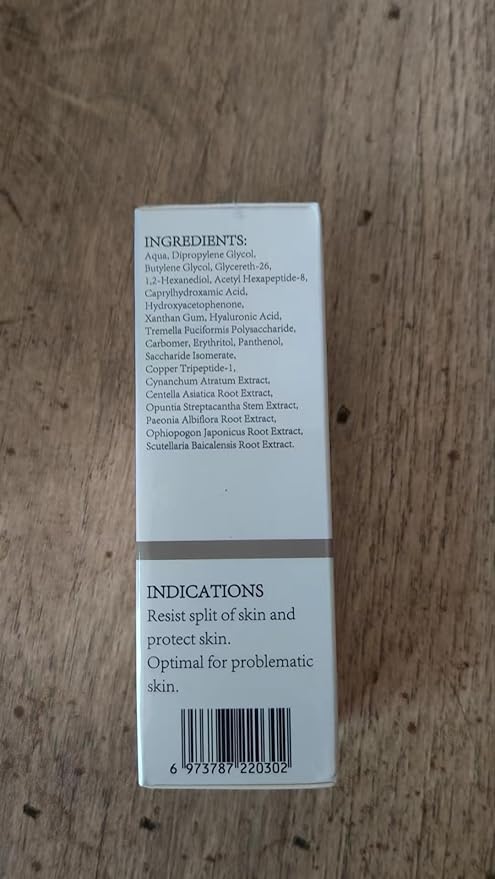 INGREDIENTS:
Aqua, Dipropylene Glycol,
Butylene Glycol, Glycereth-26,
1,2-Hexanediol, Acetyl Hexapeptide-8,
Caprylhydroxamic Acid,
Hydroxyacetophenone,
Xanthan Gum, Hyaluronic Acid,
Tremella Fuciformis Polysaccharide,
Carbomer, Erythritol, Panthenol,
Saccharide Isomerate,
Copper Tripeptide-1,
Cynanchum Atratum Extract,
Centella Asiatica Root Extract,
Opuntia Streptacantha Stem Extract,
Paeonia Albiflora Root Extract,
Ophiopogon Japonicus Root Extract,
Scutellaria Baicalensis Root Extract.
INDICATIONS
Resist split of skin and
protect skin.
Optimal for problematic
skin.
6 973787 220302